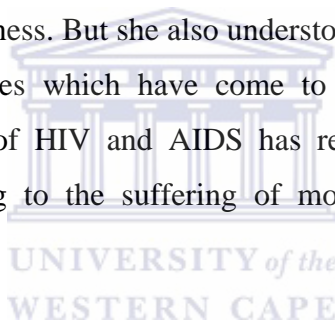 ness. But she also understo
es which have come to
of HIV and AIDS has re
g to the suffering of mo
UNIVERSITY of the
WESTERN CAPE